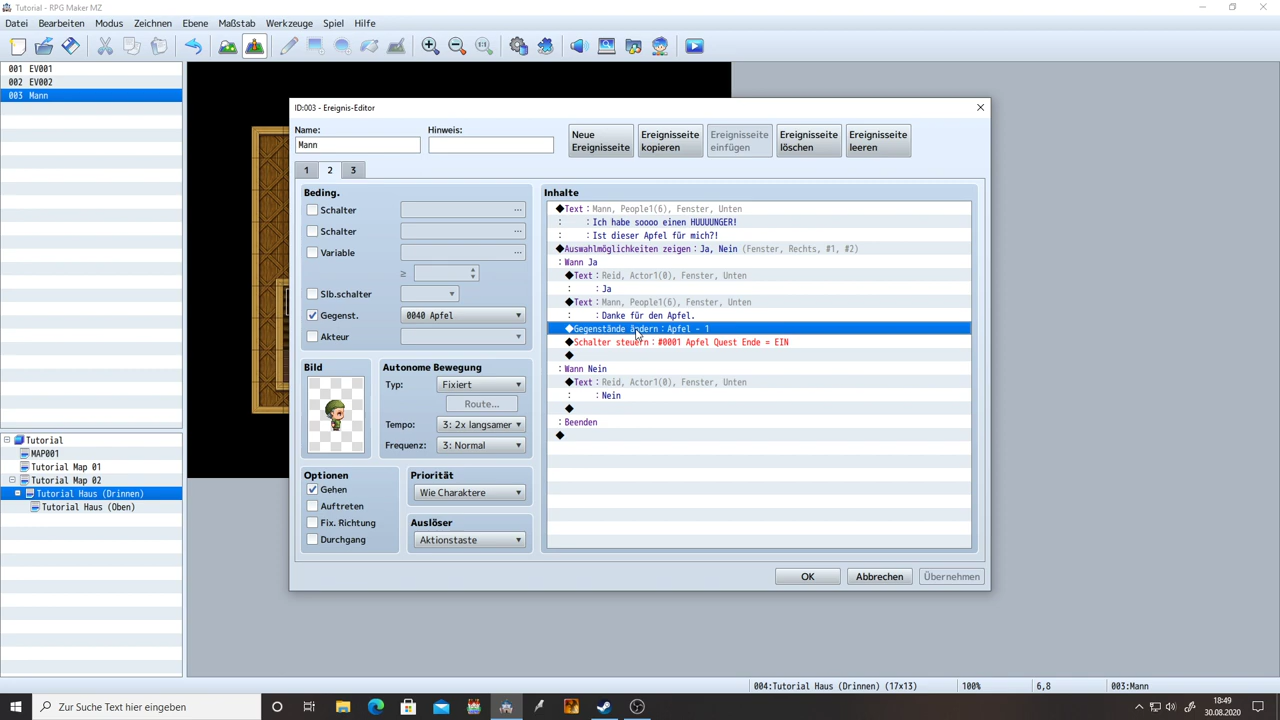 Tutorial - RPG Maker MZ
Datei Bearbeiten Modus Zeichnen Ebene Maßstab Werkzeuge Spiel Hilfe
001 EV001
002 EV002
003 Mann
ID:003 - Ereignis-Editor
Name:
Hinweis:
Mann
Neue Ereignisseite
Ereignisseite kopieren
Ereignisseite einfügen
Ereignisseite löschen
Ereignisseite leeren
1 2 3
Beding.
Schalter ...
Schalter ...
Variable ...
≥
Slb.schalter
Gegenst. 0040 Apfel
Akteur
Bild
Autonome Bewegung
Typ: Fixiert
Route...
Tempo: 3: 2x langsamer
Frequenz: 3: Normal
Optionen
Gehen
Auftreten
Fix. Richtung
Durchgang
Priorität
Wie Charaktere
Auslöser
Aktionstaste
Inhalte
◆Text：Mann, People1(6), Fenster, Unten
：　　：Ich habe soooo einen HUUUUNGER!
：　　：Ist dieser Apfel für mich?!
◆Auswahlmöglichkeiten zeigen：Ja, Nein (Fenster, Rechts, #1, #2)
：Wann Ja
◆Text：Reid, Actor1(0), Fenster, Unten
：　　：Ja
◆Text：Mann, People1(6), Fenster, Unten
：　　：Danke für den Apfel.
◆Gegenstände ändern：Apfel - 1
◆Schalter steuern：#0001 Apfel Quest Ende = EIN
◆
：Wann Nein
◆Text：Reid, Actor1(0), Fenster, Unten
：　　：Nein
◆
：Beenden
◆
OK Abbrechen Übernehmen
Tutorial
MAP001
Tutorial Map 01
Tutorial Map 02
Tutorial Haus (Drinnen)
Tutorial Haus (Oben)
004:Tutorial Haus (Drinnen) (17×13) 100% 6,8 003:Mann
Zur Suche Text hier eingeben
18:49
30.08.2020